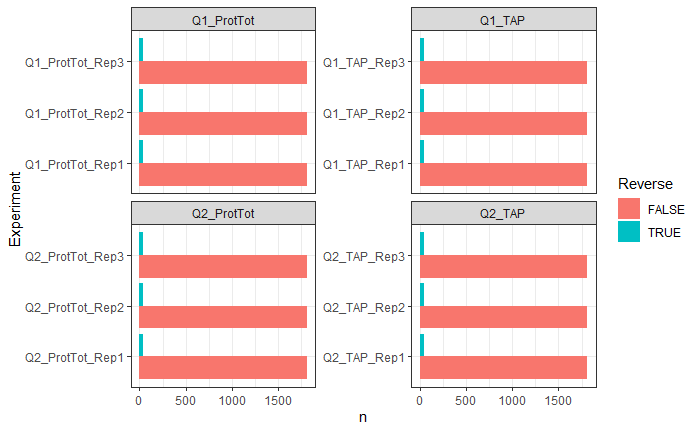 Q1_ProtTot
Q1_TAP
Q1_ProtTot_Rep3
Q1_ProtTot_Rep2
Q1_ProtTot_Rep1
Q1_TAP_Rep3
Q1_TAP_Rep2
Q1_TAP_Rep1
Q2_ProtTot
Q2_TAP
Q2_ProtTot_Rep3
Q2_ProtTot_Rep2
Q2_ProtTot_Rep1
Q2_TAP_Rep3
Q2_TAP_Rep2
Q2_TAP_Rep1
0 500 1000 1500
0 500 1000 1500
n
Experiment
Reverse
FALSE
TRUE